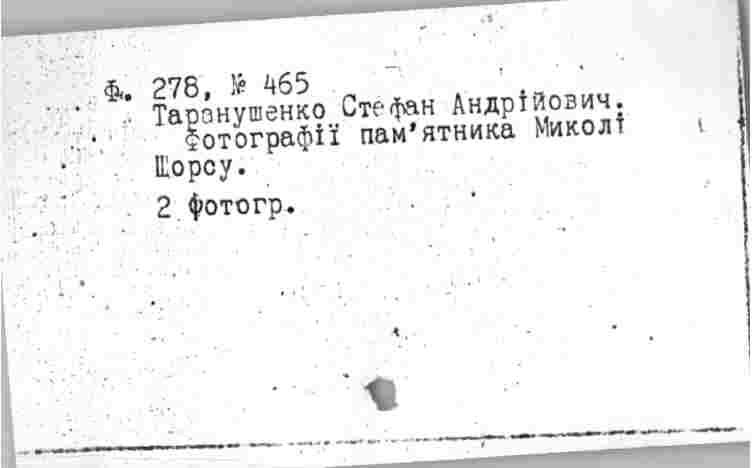 Ф. 278, № 465
Таранушенко Стефан Андрійович.
Фотографії пам'ятника Миколі
Щорсу.
2 фотогр.